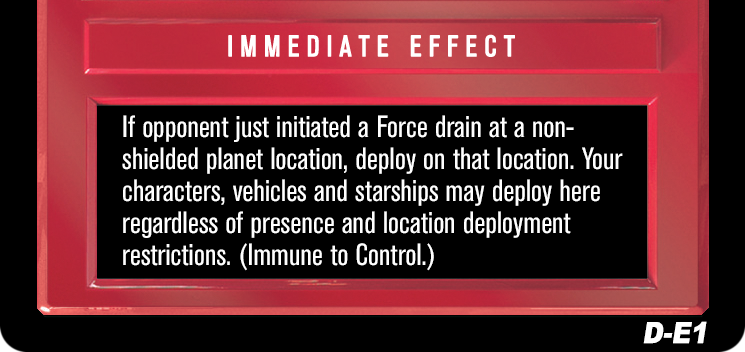 IMMEDIATE EFFECT
If opponent just initiated a Force drain at a non-
shielded planet location, deploy on that location. Your
characters, vehicles and starships may deploy here
regardless of presence and location deployment
restrictions. (Immune to Control.)
D-E1